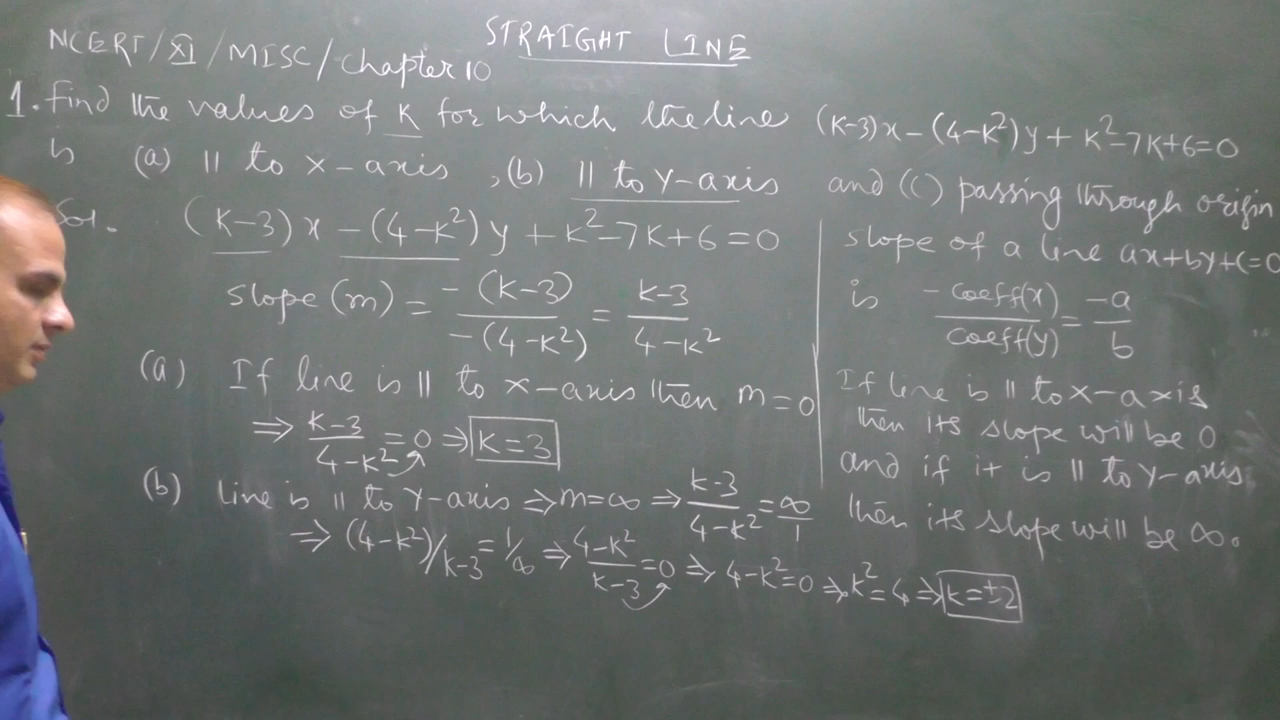 STRAIGHT LINE
NCERT/XI/MISC/chapter 10
1. Find the values of K for which the line (K-3)x-(4-K²)y+K²-7K+6=0
is (a) || to x-axis, (b) || to Y-axis and (C) passing through origin
Sol. (K-3)x-(4-K²)y+K²-7K+6=0
slope(m) = -(K-3)/-(4-K²) = K-3/4-K²
(a) If line is || to x-axis then m=0
⇒ K-3/4-K² = 0 ⇒ K=3
(b) Line is || to Y-axis ⇒ m=∞ ⇒ K-3/4-K² = ∞/1
⇒ (4-K²)/K-3 = 1/∞ ⇒ 4-K²/K-3 = 0 ⇒ 4-K²=0 ⇒ K²=4 ⇒ K=±2
slope of a line ax+by+c=0
is -coeff(x)/coeff(y) = -a/b
If line is || to x-axis
then its slope will be 0
and if it is || to Y-axis
then its slope will be ∞.